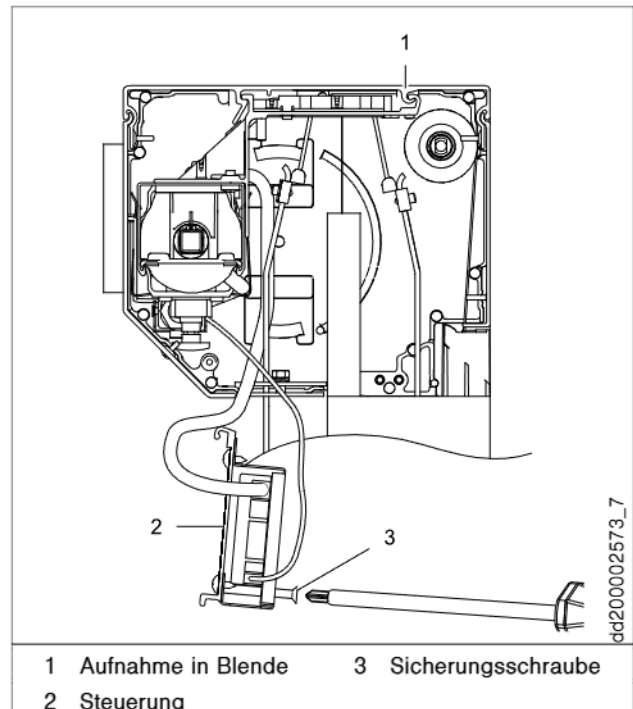 1
2
3
dd200002573_7
1 Aufnahme in Blende 3 Sicherungsschraube
2 Steuerung